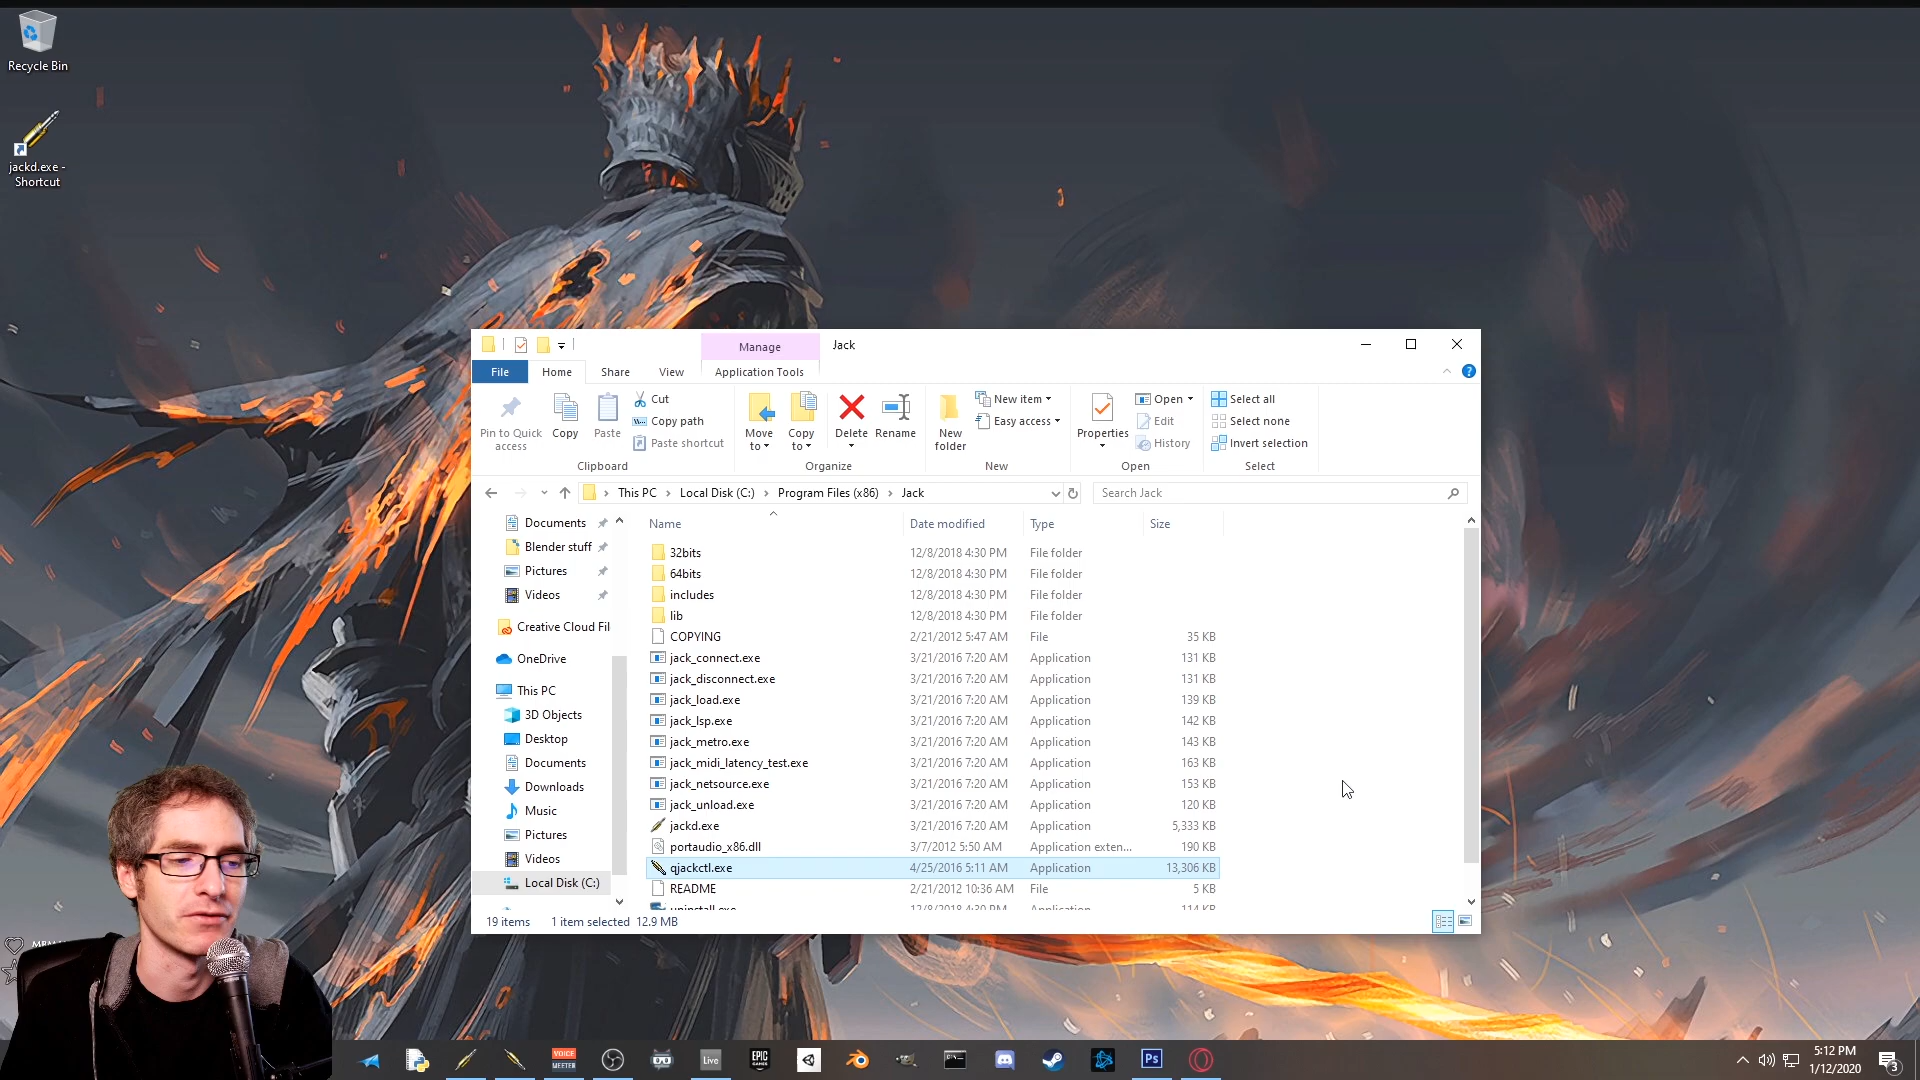 Recycle Bin
jackd.exe -
Shortcut
Manage
Jack
File
Home
Share
View
Application Tools
Pin to Quick
access
Copy
Paste
Cut
Copy path
Paste shortcut
Clipboard
Move
to
Copy
to
Delete
Rename
Organize
New
folder
New item
Easy access
New
Properties
Open
Edit
History
Open
Select all
Select none
Invert selection
Select
This PC
Local Disk (C:)
Program Files (x86)
Jack
Search Jack
Documents
Blender stuff
Pictures
Videos
Creative Cloud Fil
OneDrive
This PC
3D Objects
Desktop
Documents
Downloads
Music
Pictures
Videos
Local Disk (C:)
Name Date modified Type Size
32bits 12/8/2018 4:30 PM File folder
64bits 12/8/2018 4:30 PM File folder
includes 12/8/2018 4:30 PM File folder
lib 12/8/2018 4:30 PM File folder
COPYING 2/21/2012 5:47 AM File 35 KB
jack_connect.exe 3/21/2016 7:20 AM Application 131 KB
jack_disconnect.exe 3/21/2016 7:20 AM Application 131 KB
jack_load.exe 3/21/2016 7:20 AM Application 139 KB
jack_lsp.exe 3/21/2016 7:20 AM Application 142 KB
jack_metro.exe 3/21/2016 7:20 AM Application 143 KB
jack_midi_latency_test.exe 3/21/2016 7:20 AM Application 163 KB
jack_netsource.exe 3/21/2016 7:20 AM Application 153 KB
jack_unload.exe 3/21/2016 7:20 AM Application 120 KB
jackd.exe 3/21/2016 7:20 AM Application 5,333 KB
portaudio_x86.dll 3/7/2012 5:50 AM Application exten... 190 KB
qjackctl.exe 4/25/2016 5:11 AM Application 13,306 KB
README 2/21/2012 10:36 AM File 5 KB
uninstall.exe 12/8/2018 4:30 PM Application 114 KB
19 items 1 item selected 12.9 MB
VOICE
MEETER
Live
EPIC
GAMES
Ps
5:12 PM
1/12/2020
3